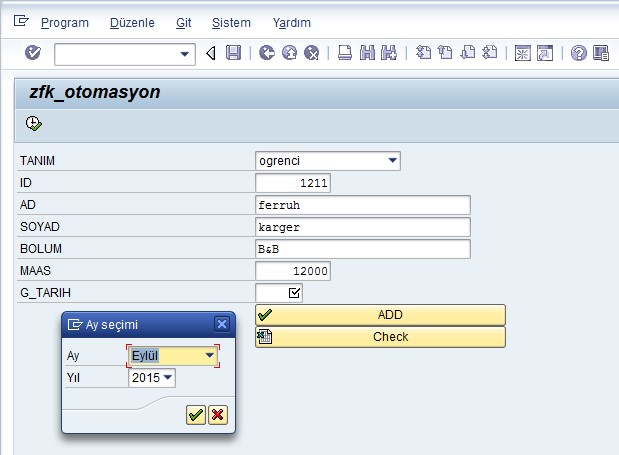 Program Düzenle Git Sistem Yardım
zfk_otomasyon
TANIM ogrenci
ID 1211
AD ferruh
SOYAD karger
BOLUM B&B
MAAS 12000
G_TARIH
ADD
Check
Ay seçimi
Ay Eylül
Yıl 2015